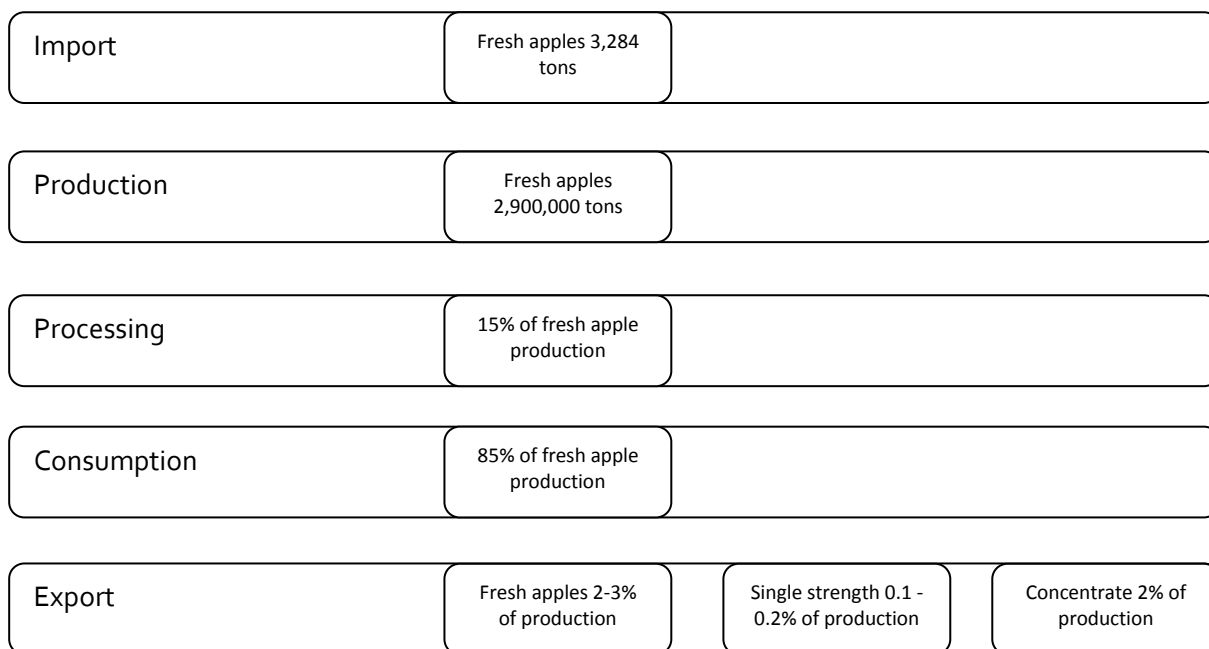 Import
Fresh apples 3,284
tons
Production
Fresh apples
2,900,000 tons
Processing
15% of fresh apple
production
Consumption
85% of fresh apple
production
Export
Fresh apples 2-3%
of production
Single strength 0.1 -
0.2% of production
Concentrate 2% of
production